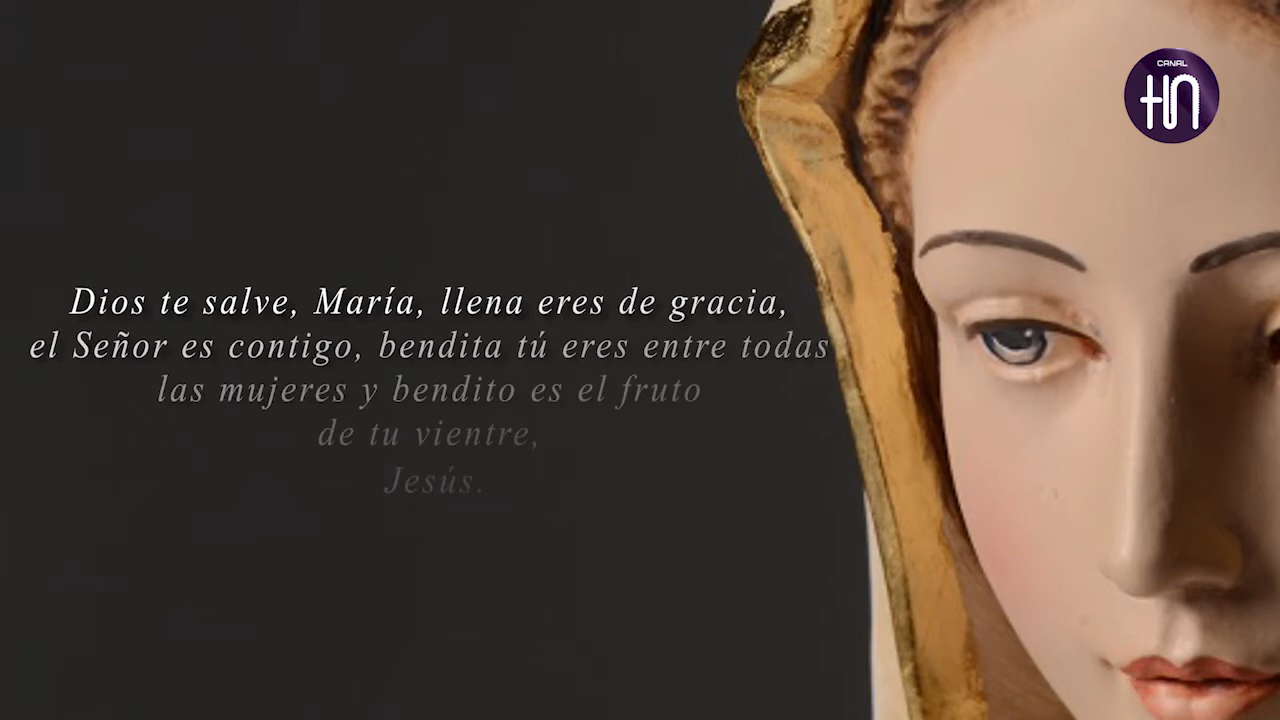 CANAL
HN
Dios te salve, María, llena eres de gracia,
el Señor es contigo, bendita tú eres entre todas
las mujeres y bendito es el fruto
de tu vientre,
Jesús.